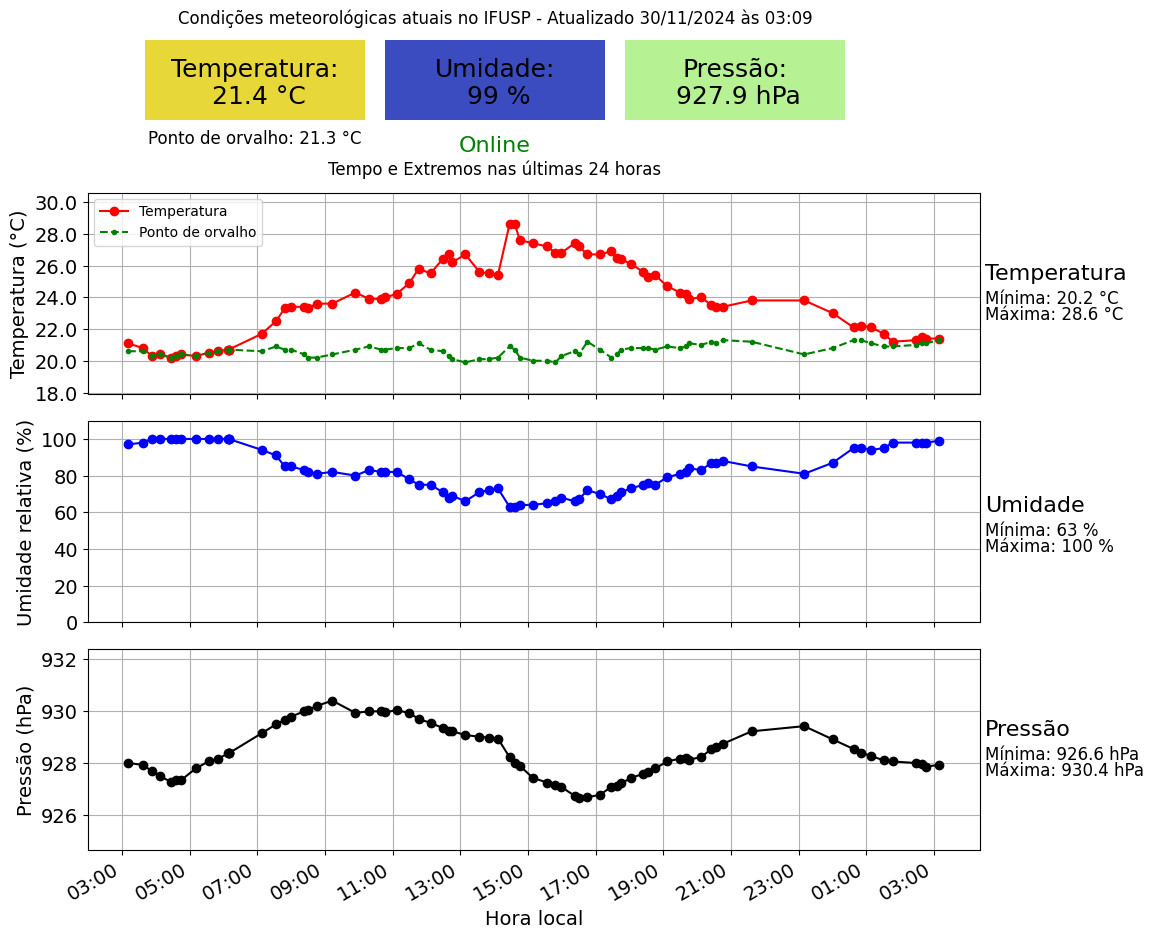 Condições meteorológicas atuais no IFUSP - Atualizado 30/11/2024 às 03:09
Temperatura:
21.4 °C
Umidade:
99 %
Pressão:
927.9 hPa
Ponto de orvalho: 21.3 °C
Online
Tempo e Extremos nas últimas 24 horas
Temperatura (°C)
30.0
28.0
26.0
24.0
22.0
20.0
18.0
Temperatura
Ponto de orvalho
Temperatura
Mínima: 20.2 °C
Máxima: 28.6 °C
Umidade relativa (%)
100
80
60
40
20
0
Umidade
Mínima: 63 %
Máxima: 100 %
Pressão (hPa)
932
930
928
926
Pressão
Mínima: 926.6 hPa
Máxima: 930.4 hPa
03:00
05:00
07:00
09:00
11:00
13:00
15:00
17:00
19:00
21:00
23:00
01:00
03:00
Hora local